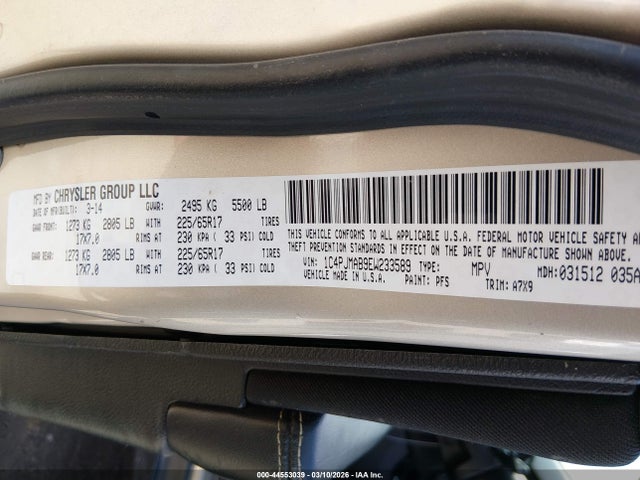 MFD BY CHRYSLER GROUP LLC
DATE OF MFR(BUILT): 3-14 GVWR: 2495 KG 5500 LB
GWR FRONT: 1273 KG 2805 LB WITH 225/65R17 TIRES
17X7.0 RIMS AT 230 KPA ( 33 PSI) COLD
GWR REAR: 1273 KG 2805 LB WITH 225/65R17 TIRES
17X7.0 RIMS AT 230 KPA ( 33 PSI) COLD
THIS VEHICLE CONFORMS TO ALL APPLICABLE U.S.A. FEDERAL MOTOR VEHICLE SAFETY
THEFT PREVENTION STANDARDS IN EFFECT ON THE DATE OF MANUFACTURE SHOWN ABOVE.
VIN: 1C4PJMAB9EW233589 TYPE: MPV MDH: 031512 035
VEHICLE MADE IN U.S.A. PAINT: PFS TRIM: A7X9
000-44553039 - 03/10/2026 - IAA Inc.